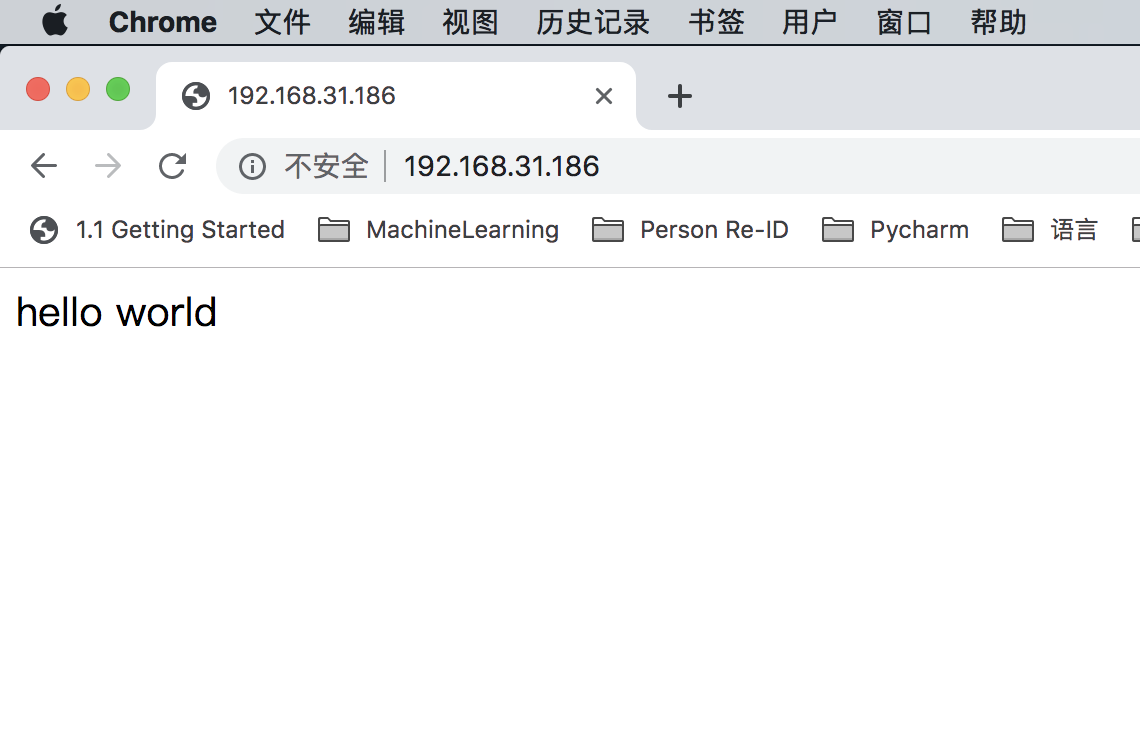 Chrome 文件 编辑 视图 历史记录 书签 用户 窗口 帮助
192.168.31.186
不安全 192.168.31.186
1.1 Getting Started MachineLearning Person Re-ID Pycharm 语言
hello world